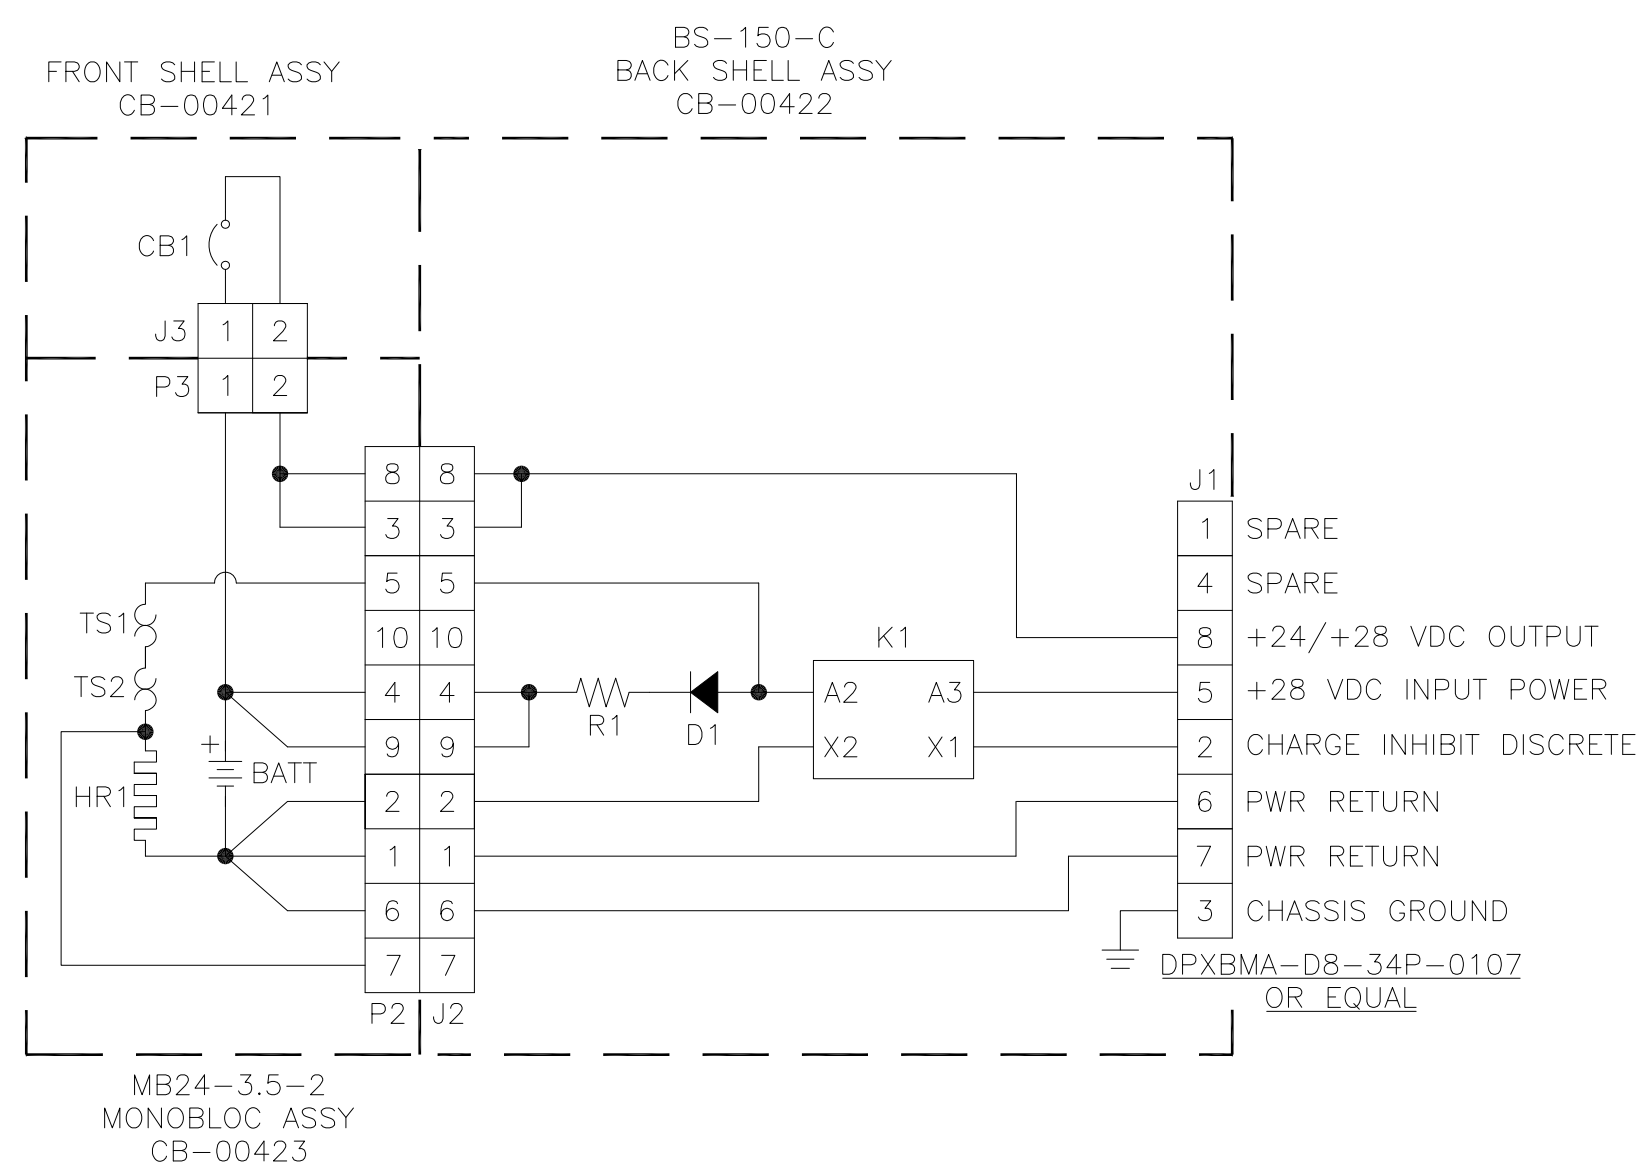 BS-150-C
BACK SHELL ASSY
CB-00422
FRONT SHELL ASSY
CB-00421
CB1
J3 1 2
P3 1 2
8 8
3 3
5 5
10 10
4 4
9 9
2 2
1 1
6 6
7 7
P2 J2
TS1
TS2
HR1
+
BATT
R1
D1
K1
A2 A3
X2 X1
J1
1 SPARE
4 SPARE
8 +24/+28 VDC OUTPUT
5 +28 VDC INPUT POWER
2 CHARGE INHIBIT DISCRETE
6 PWR RETURN
7 PWR RETURN
3 CHASSIS GROUND
DPXBMA-D8-34P-0107
OR EQUAL
MB24-3.5-2
MONOBLOC ASSY
CB-00423